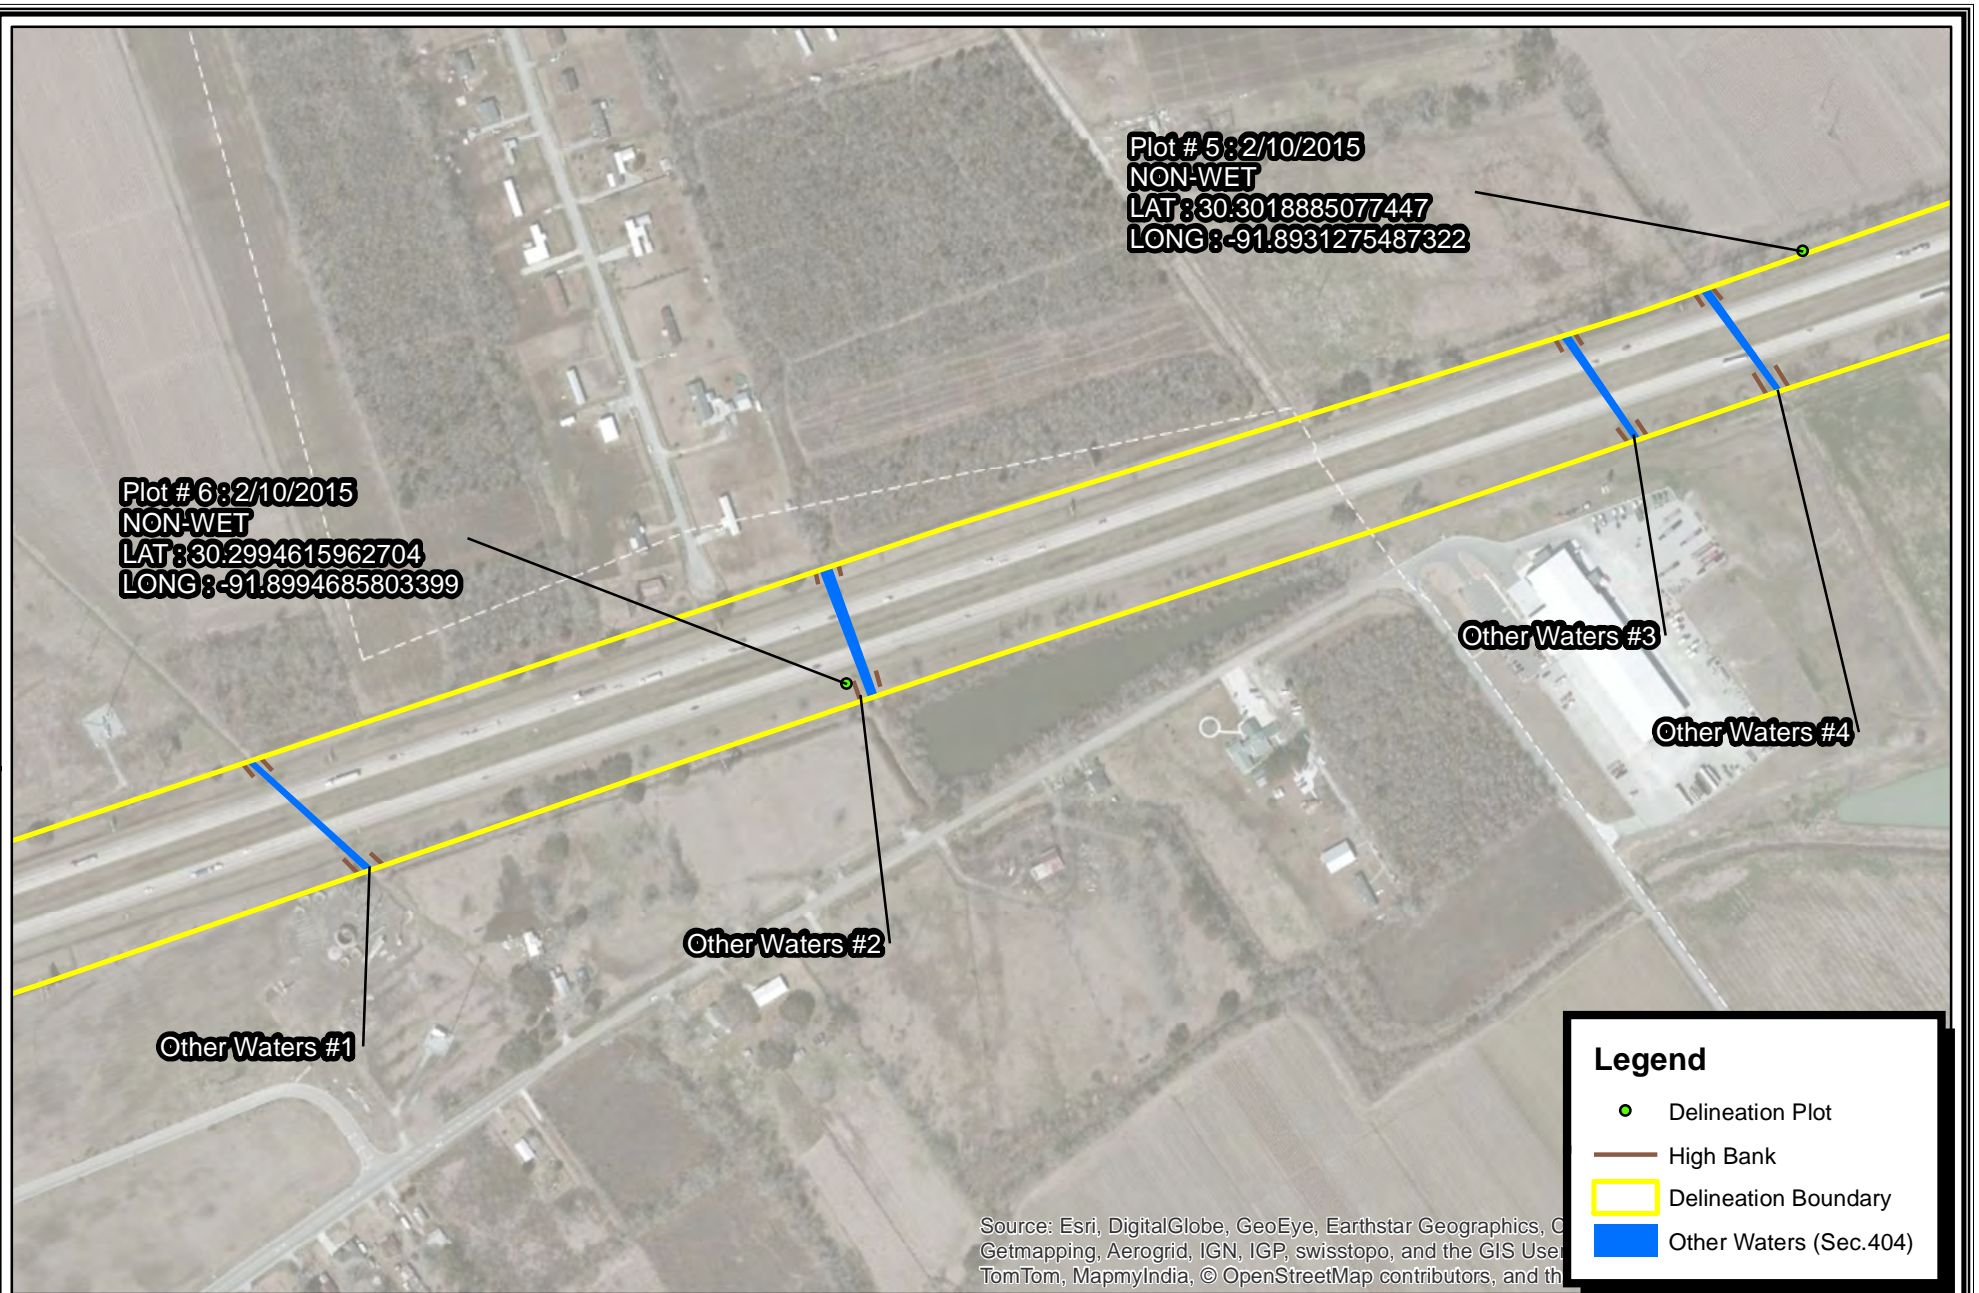 Plot # 5 : 2/10/2015
NON-WET
LAT : 30.3018885077447
LONG : -91.8931275487322
Plot # 6 : 2/10/2015
NON-WET
LAT : 30.2994615962704
LONG : -91.8994685803399
Other Waters #3
Other Waters #4
Other Waters #2
Other Waters #1
Legend
Delineation Plot
High Bank
Delineation Boundary
Other Waters (Sec.404)
Source: Esri, DigitalGlobe, GeoEye, Earthstar Geographics, C
Getmapping, Aerogrid, IGN, IGP, swisstopo, and the GIS User
TomTom, MapmyIndia, © OpenStreetMap contributors, and th